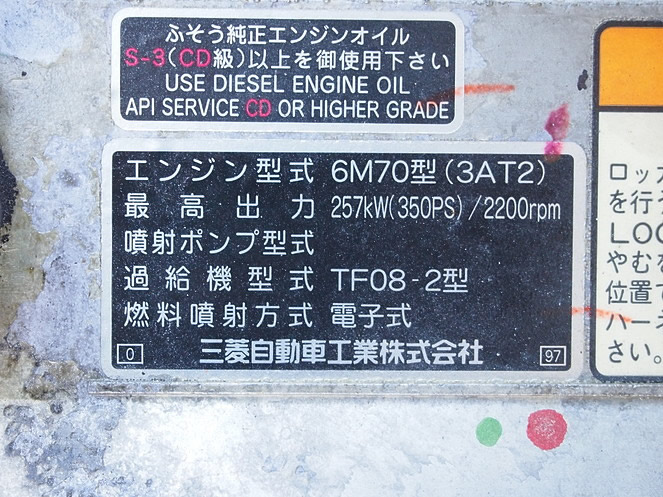 ふそう純正エンジンオイル
S-3(CD級)以上を御使用下さい
USE DIESEL ENGINE OIL
API SERVICE CD OR HIGHER GRADE
エンジン型式 6M70型(3AT2)
最高出力 257kW(350PS)/2200rpm
噴射ポンプ型式
過給機型式 TF08-2型
燃料噴射方式 電子式
0 三菱自動車工業株式会社 97
ロッ
を行
LO
やむ
位置
ハー
さい。